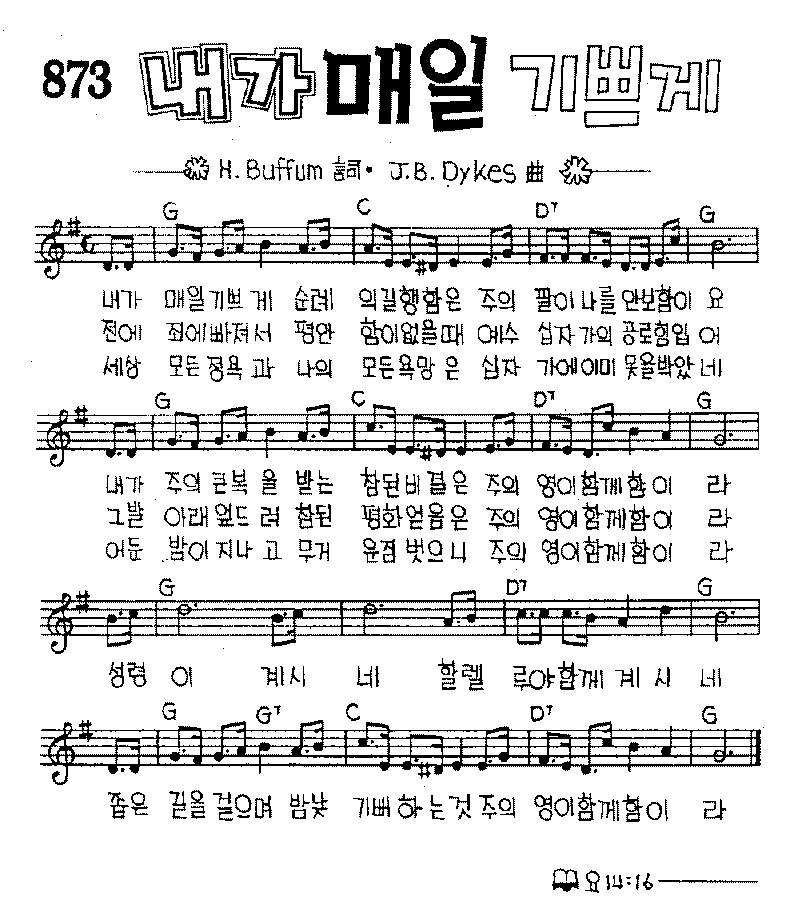 873 내가 매일 기쁘게
H. Buffum 詞 · J.B. Dykes 曲
G C D7 G
내가 매일기쁘 게 순례 의길행함은 주의 팔이나를안보함이 요
전에 죄에빠져서 평안 함이없을때 예수 십자가의공로힘입 어
세상 모든정욕 과 나의 모든욕망은 십자 가에이미못을박았 네
G C D7 G
내가 주의큰복 을 받는 참된비결은 주의 영이함께함이 라
그발 아래엎드려 참된 평화얻음은 주의 영이함께함이 라
어둔 밤이지나고 무거 운짐벗으니 주의 영이함께함이 라
G D7 G
성령 이 계시 네 할렐 루야함께계시 네
G G7 C D7 G
좁은 길을걸으며 밤낮 기뻐하는것주의 영이함께함이 라
요14:16